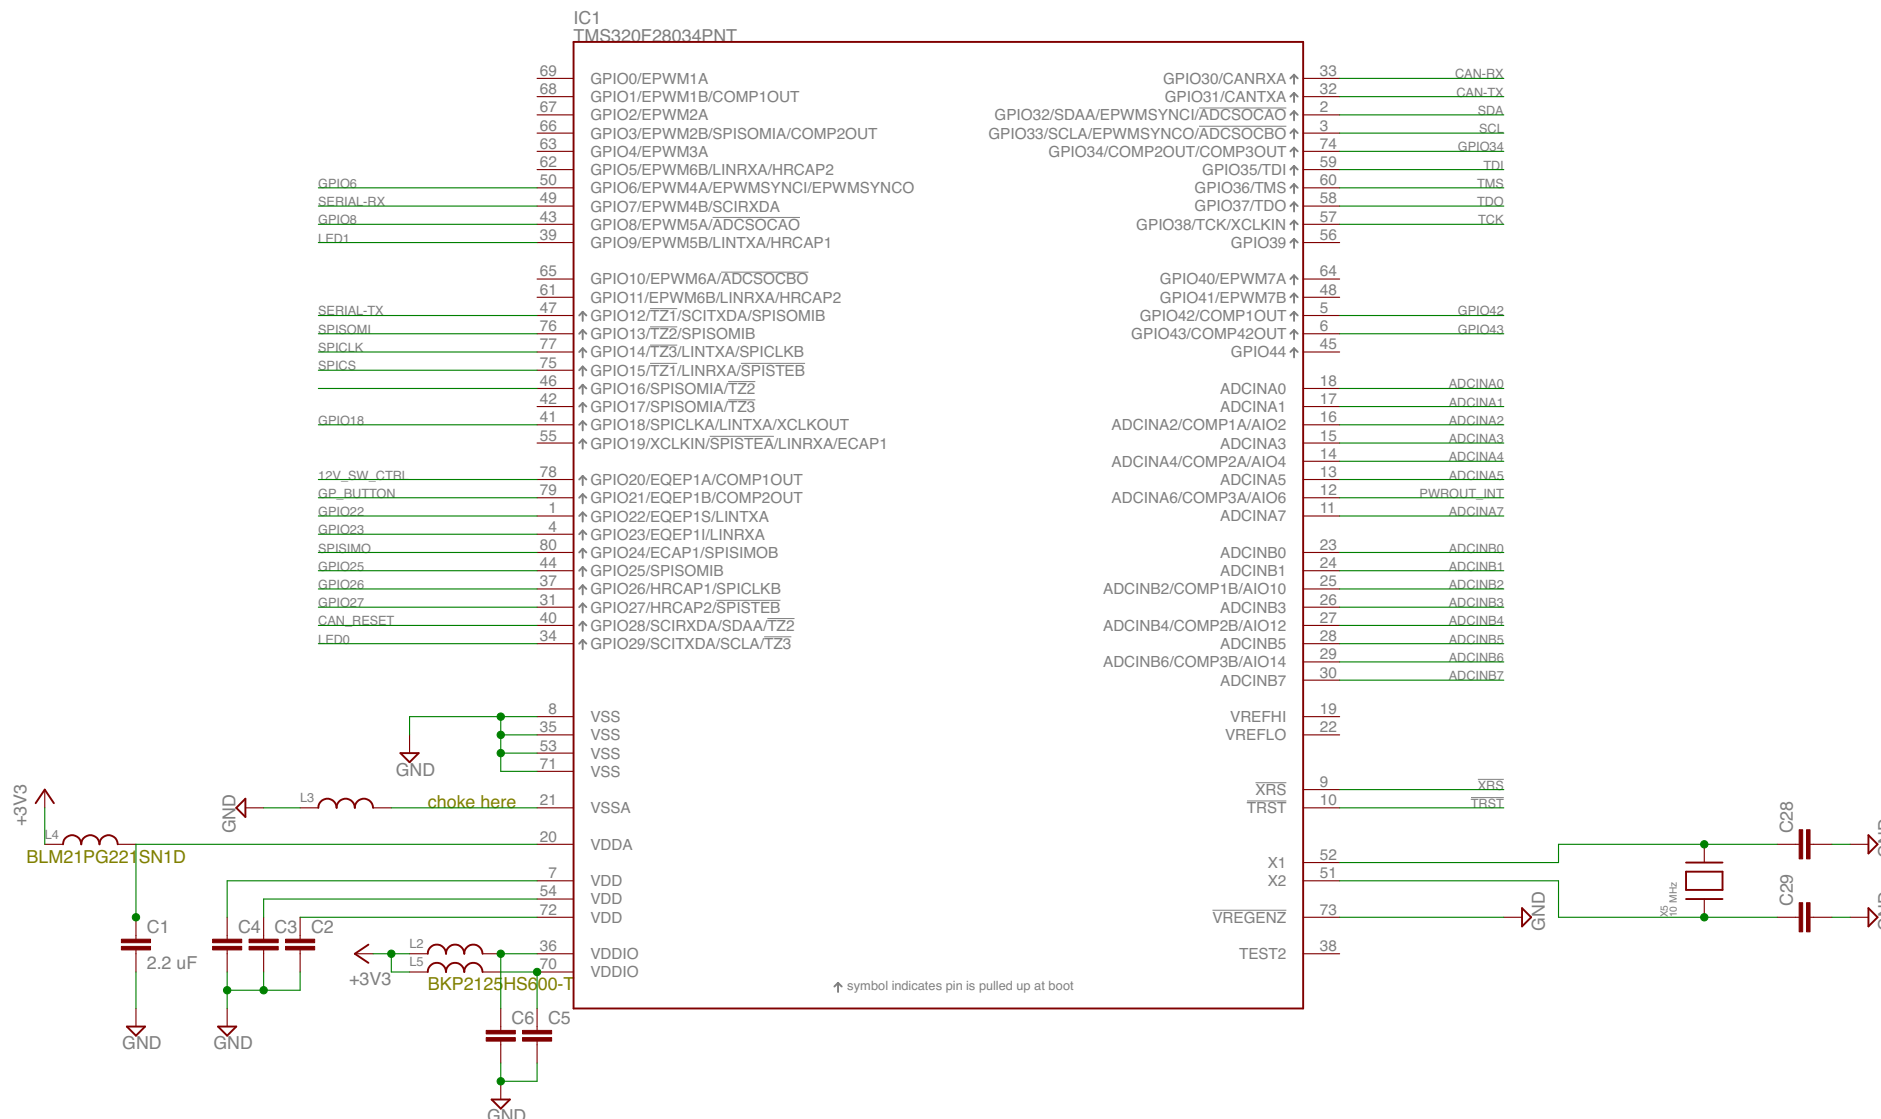 IC1
TMS320F28034PNT
69 GPIO0/EPWM1A
68 GPIO1/EPWM1B/COMP1OUT
67 GPIO2/EPWM2A
66 GPIO3/EPWM2B/SPISOMIA/COMP2OUT
63 GPIO4/EPWM3A
62 GPIO5/EPWM6B/LINRXA/HRCAP2
GPIO6 50 GPIO6/EPWM4A/EPWMSYNCI/EPWMSYNCO
SERIAL-RX 49 GPIO7/EPWM4B/SCIRXDA
GPIO8 43 GPIO8/EPWM5A/ADCSOCAO
LED1 39 GPIO9/EPWM5B/LINTXA/HRCAP1
65 GPIO10/EPWM6A/ADCSOCBO
61 GPIO11/EPWM6B/LINRXA/HRCAP2
SERIAL-TX 47 ↑ GPIO12/TZ1/SCITXDA/SPISOMIB
SPISOMI 76 ↑ GPIO13/TZ2/SPISOMIB
SPICLK 77 ↑ GPIO14/TZ3/LINTXA/SPICLKB
SPICS 75 ↑ GPIO15/TZ1/LINRXA/SPISTEB
46 ↑ GPIO16/SPISOMIA/TZ2
42 ↑ GPIO17/SPISOMIA/TZ3
GPIO18 41 ↑ GPIO18/SPICLKA/LINTXA/XCLKOUT
55 ↑ GPIO19/XCLKIN/SPISTEA/LINRXA/ECAP1
12V_SW_CTRL 78 ↑ GPIO20/EQEP1A/COMP1OUT
GP_BUTTON 79 ↑ GPIO21/EQEP1B/COMP2OUT
GPIO22 1 ↑ GPIO22/EQEP1S/LINTXA
GPIO23 4 ↑ GPIO23/EQEP1I/LINRXA
SPISIMO 80 ↑ GPIO24/ECAP1/SPISIMOB
GPIO25 44 ↑ GPIO25/SPISOMIB
GPIO26 37 ↑ GPIO26/HRCAP1/SPICLKB
GPIO27 31 ↑ GPIO27/HRCAP2/SPISTEB
CAN_RESET 40 ↑ GPIO28/SCIRXDA/SDAA/TZ2
LED0 34 ↑ GPIO29/SCITXDA/SCLA/TZ3
8 VSS
35 VSS
53 VSS
71 VSS
GND
GND L3 choke here 21 VSSA
+3V3
L4
BLM21PG221SN1D
20 VDDA
7 VDD
54 VDD
72 VDD
C1
2.2 uF
C4 C3 C2
L2 36 VDDIO
L5 70 VDDIO
+3V3
BKP2125HS600-T
C6 C5
GND
GND
GND
GPIO30/CANRXA ↑ 33 CAN-RX
GPIO31/CANTXA ↑ 32 CAN-TX
GPIO32/SDAA/EPWMSYNCI/ADCSOCAO ↑ 2 SDA
GPIO33/SCLA/EPWMSYNCO/ADCSOCBO ↑ 3 SCL
GPIO34/COMP2OUT/COMP3OUT ↑ 74 GPIO34
GPIO35/TDI ↑ 59 TDI
GPIO36/TMS ↑ 60 TMS
GPIO37/TDO ↑ 58 TDO
GPIO38/TCK/XCLKIN ↑ 57 TCK
GPIO39 ↑ 56
GPIO40/EPWM7A ↑ 64
GPIO41/EPWM7B ↑ 48
GPIO42/COMP1OUT ↑ 5 GPIO42
GPIO43/COMP42OUT ↑ 6 GPIO43
GPIO44 ↑ 45
ADCINA0 18 ADCINA0
ADCINA1 17 ADCINA1
ADCINA2/COMP1A/AIO2 16 ADCINA2
ADCINA3 15 ADCINA3
ADCINA4/COMP2A/AIO4 14 ADCINA4
ADCINA5 13 ADCINA5
ADCINA6/COMP3A/AIO6 12 PWROUT_INT
ADCINA7 11 ADCINA7
ADCINB0 23 ADCINB0
ADCINB1 24 ADCINB1
ADCINB2/COMP1B/AIO10 25 ADCINB2
ADCINB3 26 ADCINB3
ADCINB4/COMP2B/AIO12 27 ADCINB4
ADCINB5 28 ADCINB5
ADCINB6/COMP3B/AIO14 29 ADCINB6
ADCINB7 30 ADCINB7
VREFHI 19
VREFLO 22
XRS 9 XRS
TRST 10 TRST
X1 52
X2 51
VREGENZ 73 GND
TEST2 38
X5
10 MHz
C28 GND
C29 GND
↑ symbol indicates pin is pulled up at boot